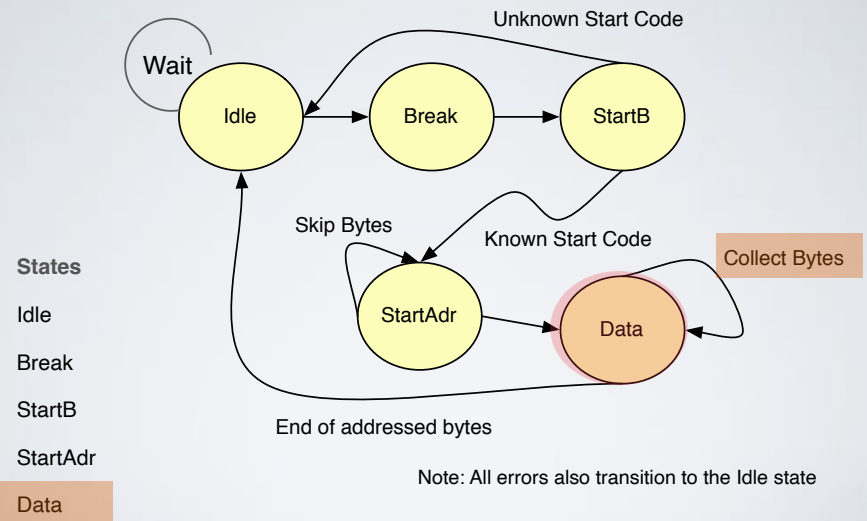 Unknown Start Code
Wait
Idle
Break
StartB
Skip Bytes
Known Start Code
Collect Bytes
StartAdr
Data
End of addressed bytes
Note: All errors also transition to the Idle state
States
Idle
Break
StartB
StartAdr
Data